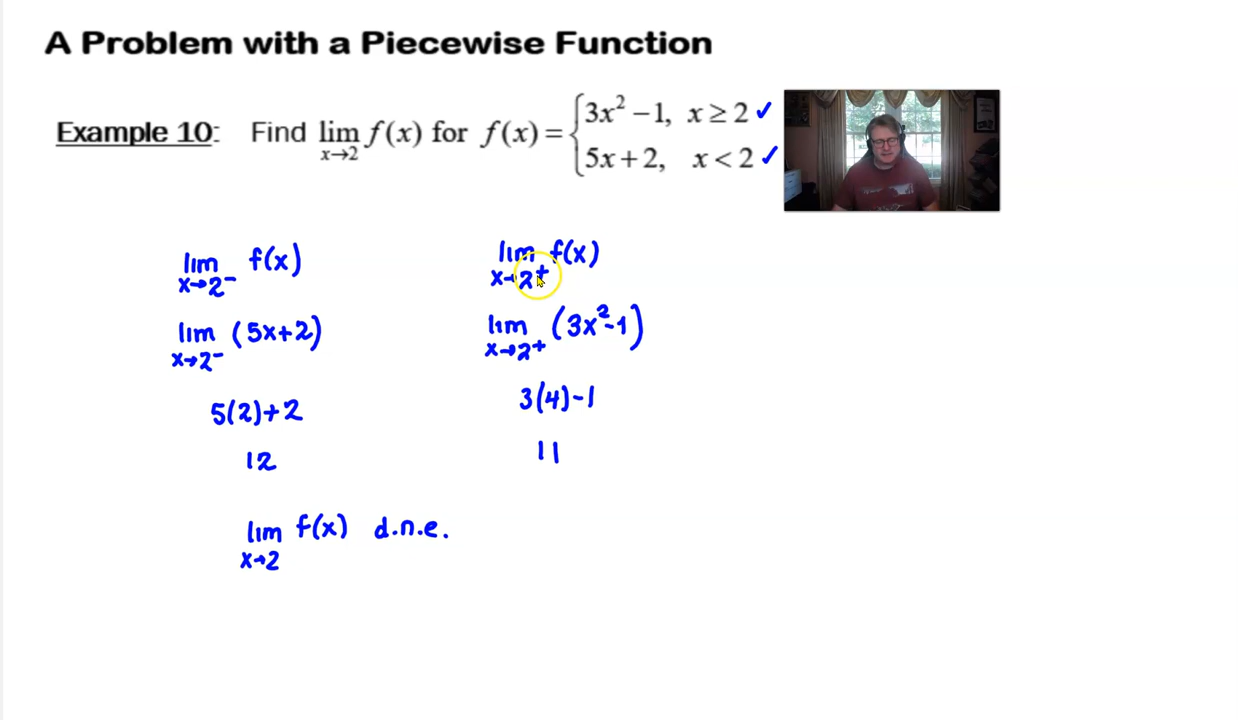 A Problem with a Piecewise Function
Example 10: Find lim x→2 f(x) for f(x) = { 3x² − 1, x ≥ 2 ✓
5x + 2, x < 2 ✓
lim x→2⁻ f(x)
lim x→2⁻ (5x+2)
5(2)+2
12
lim x→2⁺ f(x)
lim x→2⁺ (3x²-1)
3(4)-1
11
lim x→2 f(x) d.n.e.